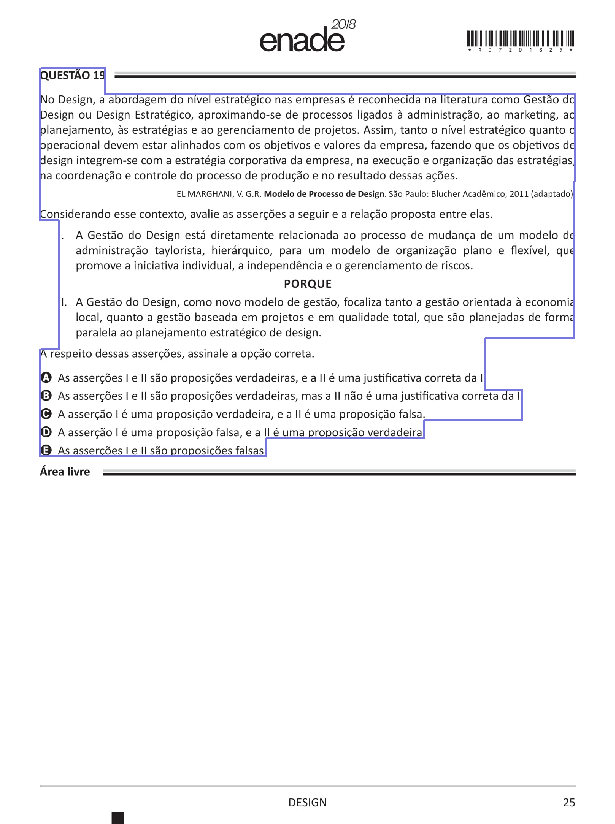 enade 2018
*R0720182​5*
QUESTÃO 19
No Design, a abordagem do nível estratégico nas empresas é reconhecida na literatura como Gestão do
Design ou Design Estratégico, aproximando-se de processos ligados à administração, ao marketing, ao
planejamento, às estratégias e ao gerenciamento de projetos. Assim, tanto o nível estratégico quanto o
operacional devem estar alinhados com os objetivos e valores da empresa, fazendo que os objetivos de
design integrem-se com a estratégia corporativa da empresa, na execução e organização das estratégias,
na coordenação e controle do processo de produção e no resultado dessas ações.
EL MARGHANI, V. G.R. Modelo de Processo de Design. São Paulo: Blucher Acadêmico, 2011 (adaptado).
Considerando esse contexto, avalie as asserções a seguir e a relação proposta entre elas.
I. A Gestão do Design está diretamente relacionada ao processo de mudança de um modelo de
administração taylorista, hierárquico, para um modelo de organização plano e flexível, que
promove a iniciativa individual, a independência e o gerenciamento de riscos.
PORQUE
II. A Gestão do Design, como novo modelo de gestão, focaliza tanto a gestão orientada à economia
local, quanto a gestão baseada em projetos e em qualidade total, que são planejadas de forma
paralela ao planejamento estratégico de design.
A respeito dessas asserções, assinale a opção correta.
A As asserções I e II são proposições verdadeiras, e a II é uma justificativa correta da I.
B As asserções I e II são proposições verdadeiras, mas a II não é uma justificativa correta da I.
C A asserção I é uma proposição verdadeira, e a II é uma proposição falsa.
D A asserção I é uma proposição falsa, e a II é uma proposição verdadeira.
E As asserções I e II são proposições falsas.
Área livre
DESIGN
25